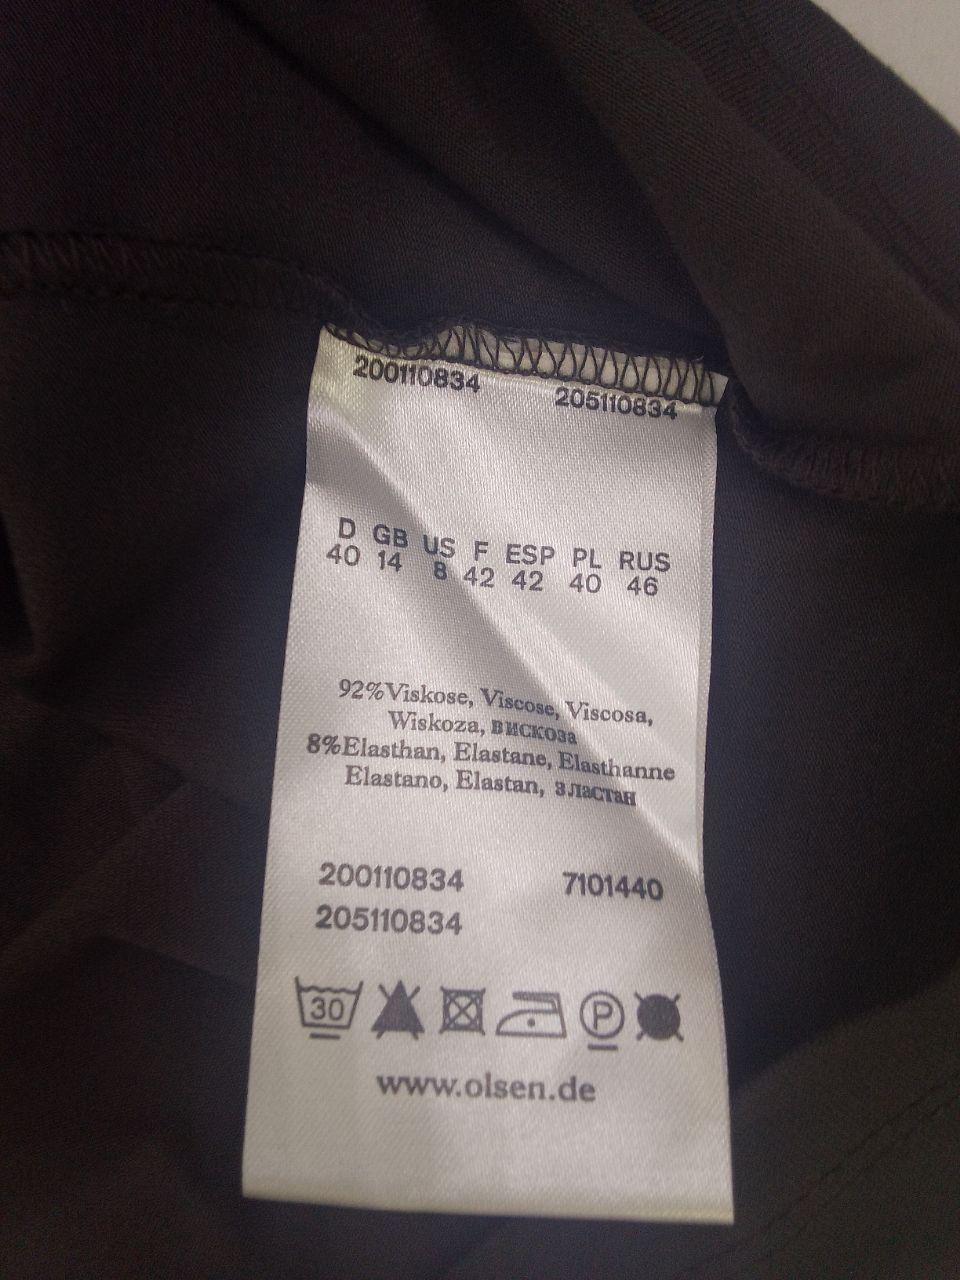 200110834 205110834
D GB US F ESP PL RUS
40 14 8 42 42 40 46
92%Viskose, Viscose, Viscosa,
Wiskoza, вискоза
8%Elasthan, Elastane, Elasthanne
Elastano, Elastan, эластан
200110834 7101440
205110834
30 P
www.olsen.de